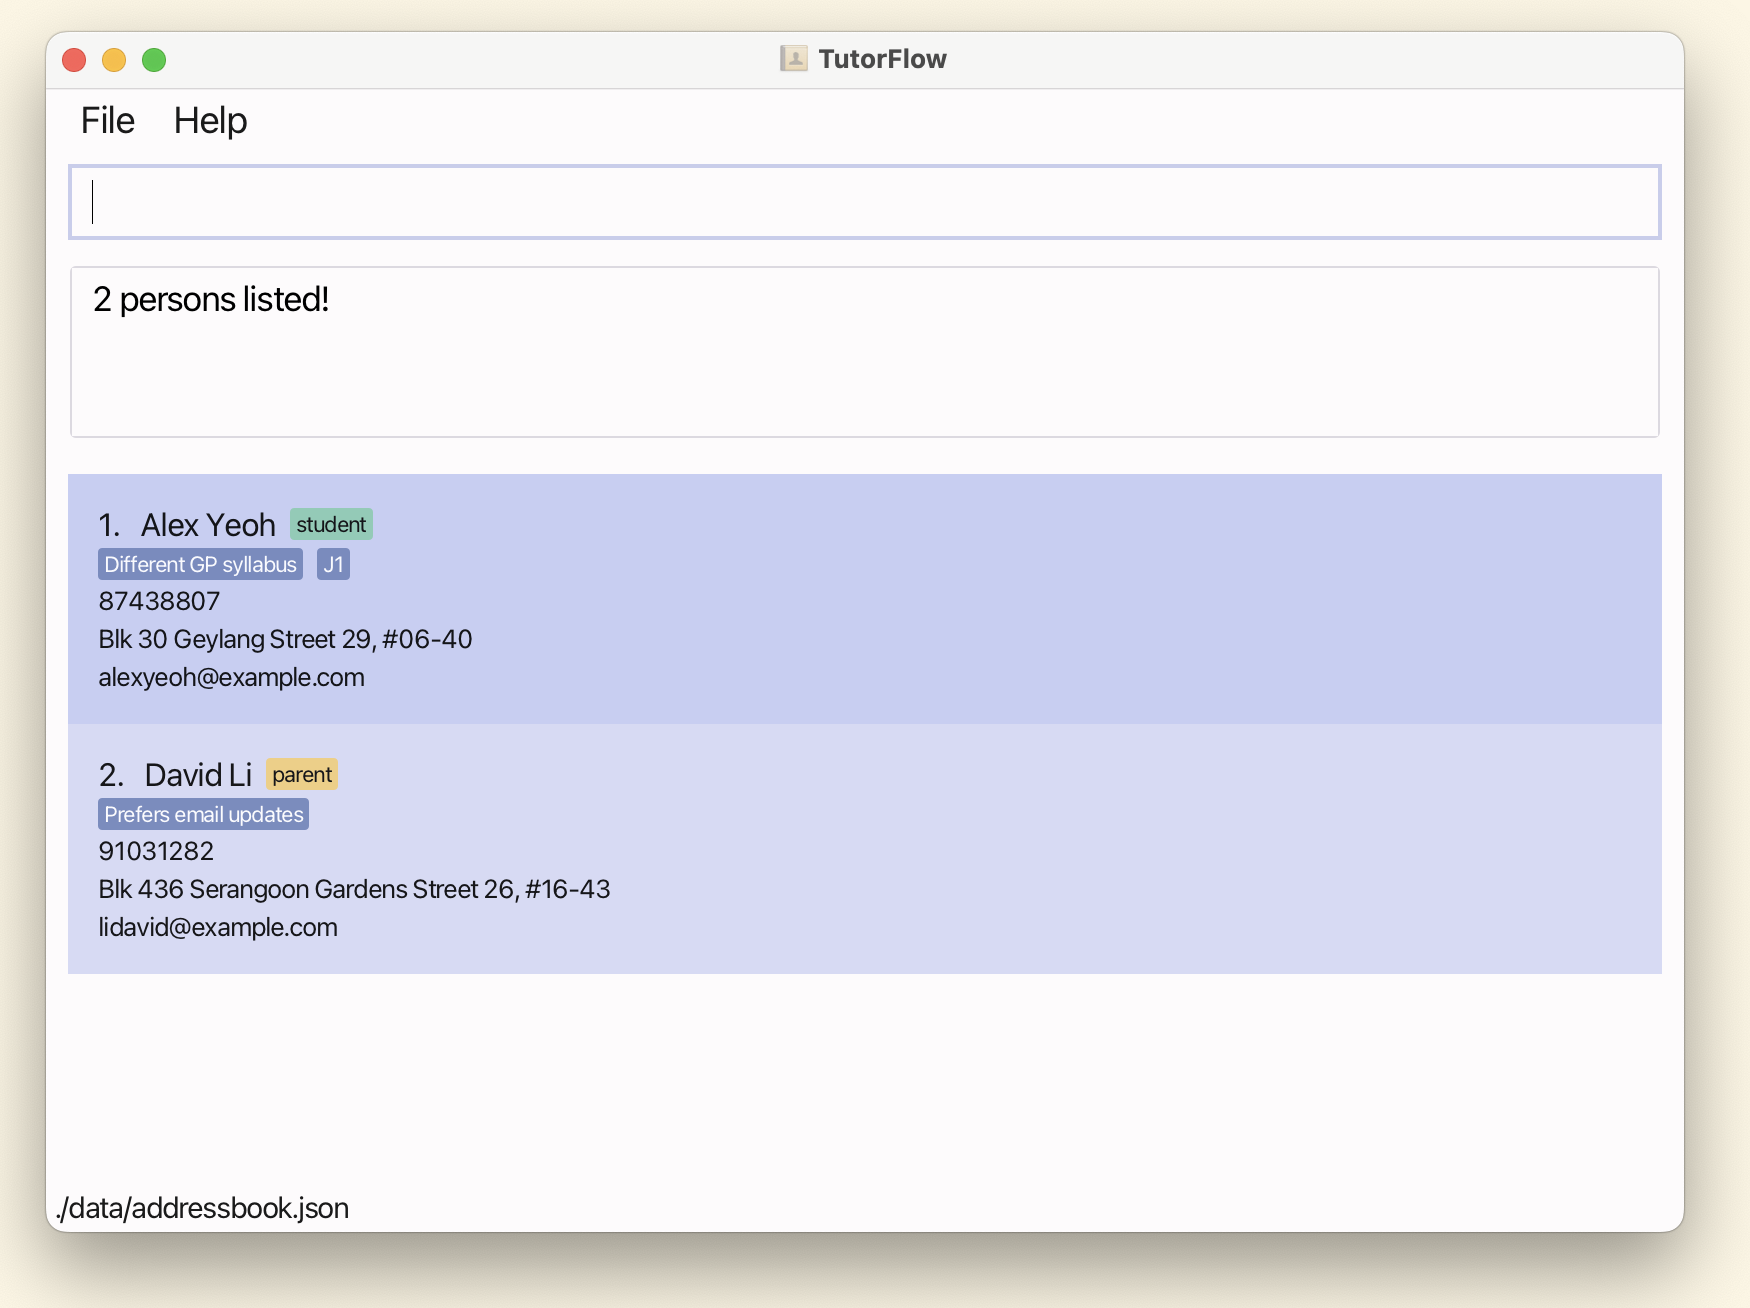 TutorFlow
File Help
2 persons listed!
1. Alex Yeoh student
Different GP syllabus J1
87438807
Blk 30 Geylang Street 29, #06-40
alexyeoh@example.com
2. David Li parent
Prefers email updates
91031282
Blk 436 Serangoon Gardens Street 26, #16-43
lidavid@example.com
./data/addressbook.json